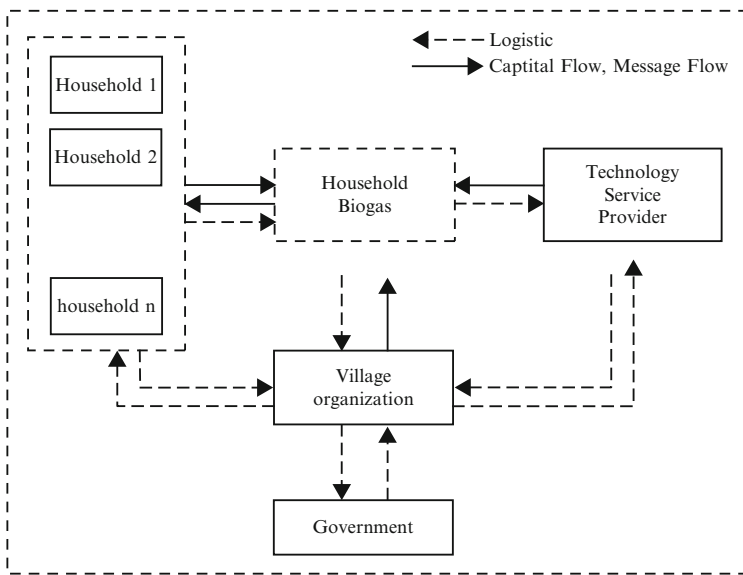 Logistic
Captital Flow, Message Flow
Household 1
Household 2
household n
Household
Biogas
Technology
Service
Provider
Village
organization
Government